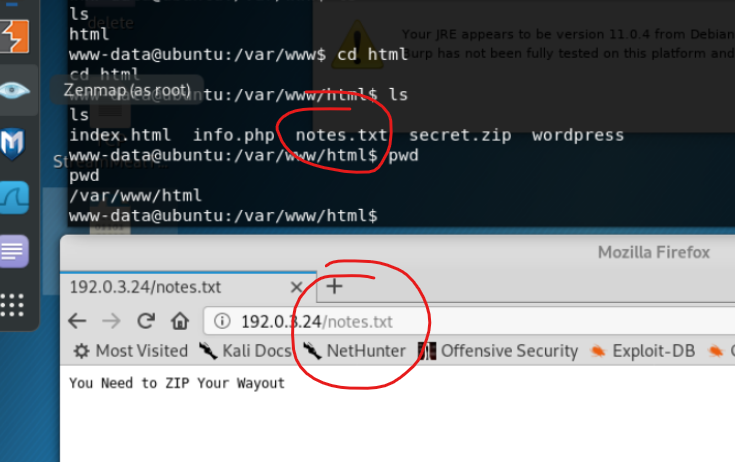 delete
ls
html
www-data@ubuntu:/var/www$ cd html
cd html
www-data@ubuntu:/var/www/html$ ls
ls
index.html info.php notes.txt secret.zip wordpress
www-data@ubuntu:/var/www/html$ pwd
pwd
/var/www/html
www-data@ubuntu:/var/www/html$
Your JRE appears to be version 11.0.4 from Debian
Burp has not been fully tested on this platform and
Zenmap (as root)
Mozilla Firefox
192.0.3.24/notes.txt
192.0.3.24/notes.txt
Most Visited Kali Docs NetHunter Offensive Security Exploit-DB
You Need to ZIP Your Wayout